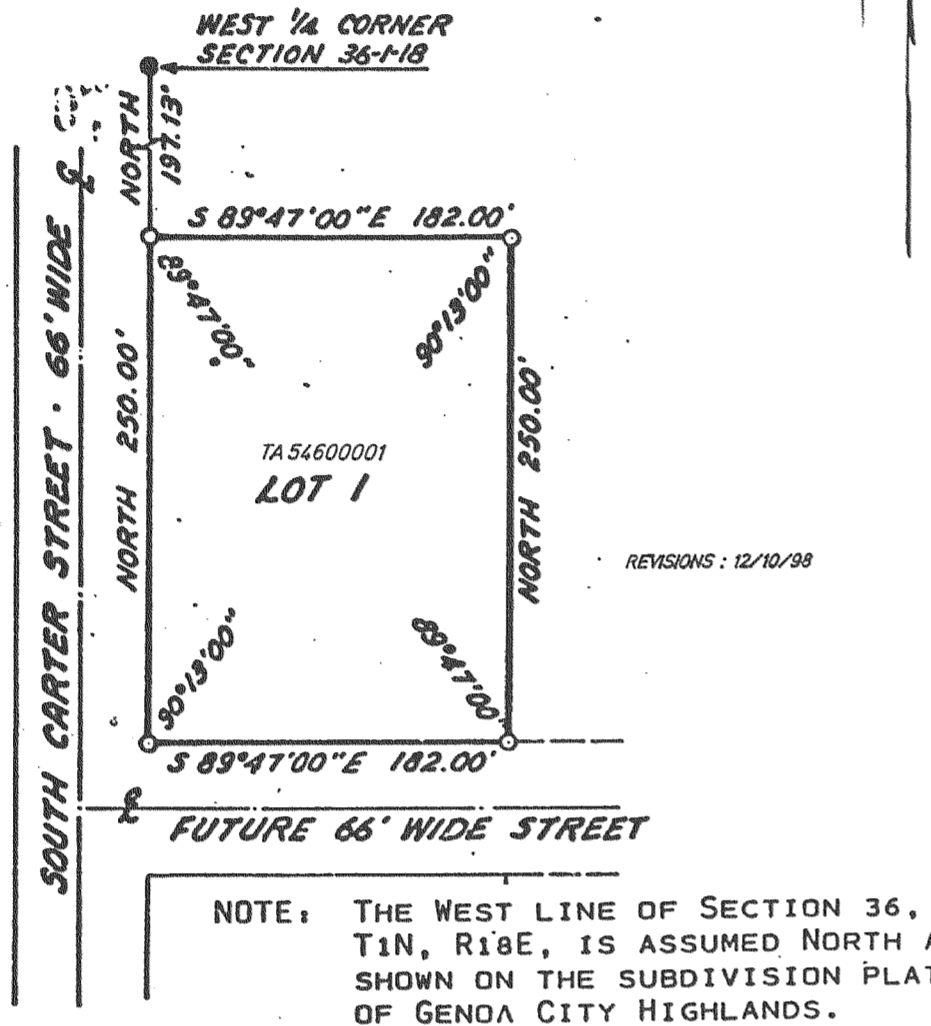 WEST 1/4 CORNER
SECTION 36-1-18
NORTH
197.13'
S 89°47'00"E 182.00'
89°47'00"
90°13'00"
SOUTH CARTER STREET · 66' WIDE
NORTH 250.00'
NORTH 250.00'
TA 54600001
LOT 1
REVISIONS : 12/10/98
90°13'00"
89°47'00"
S 89°47'00"E 182.00'
FUTURE 66' WIDE STREET
NOTE: THE WEST LINE OF SECTION 36,
T1N, R18E, IS ASSUMED NORTH A
SHOWN ON THE SUBDIVISION PLAT
OF GENOA CITY HIGHLANDS.